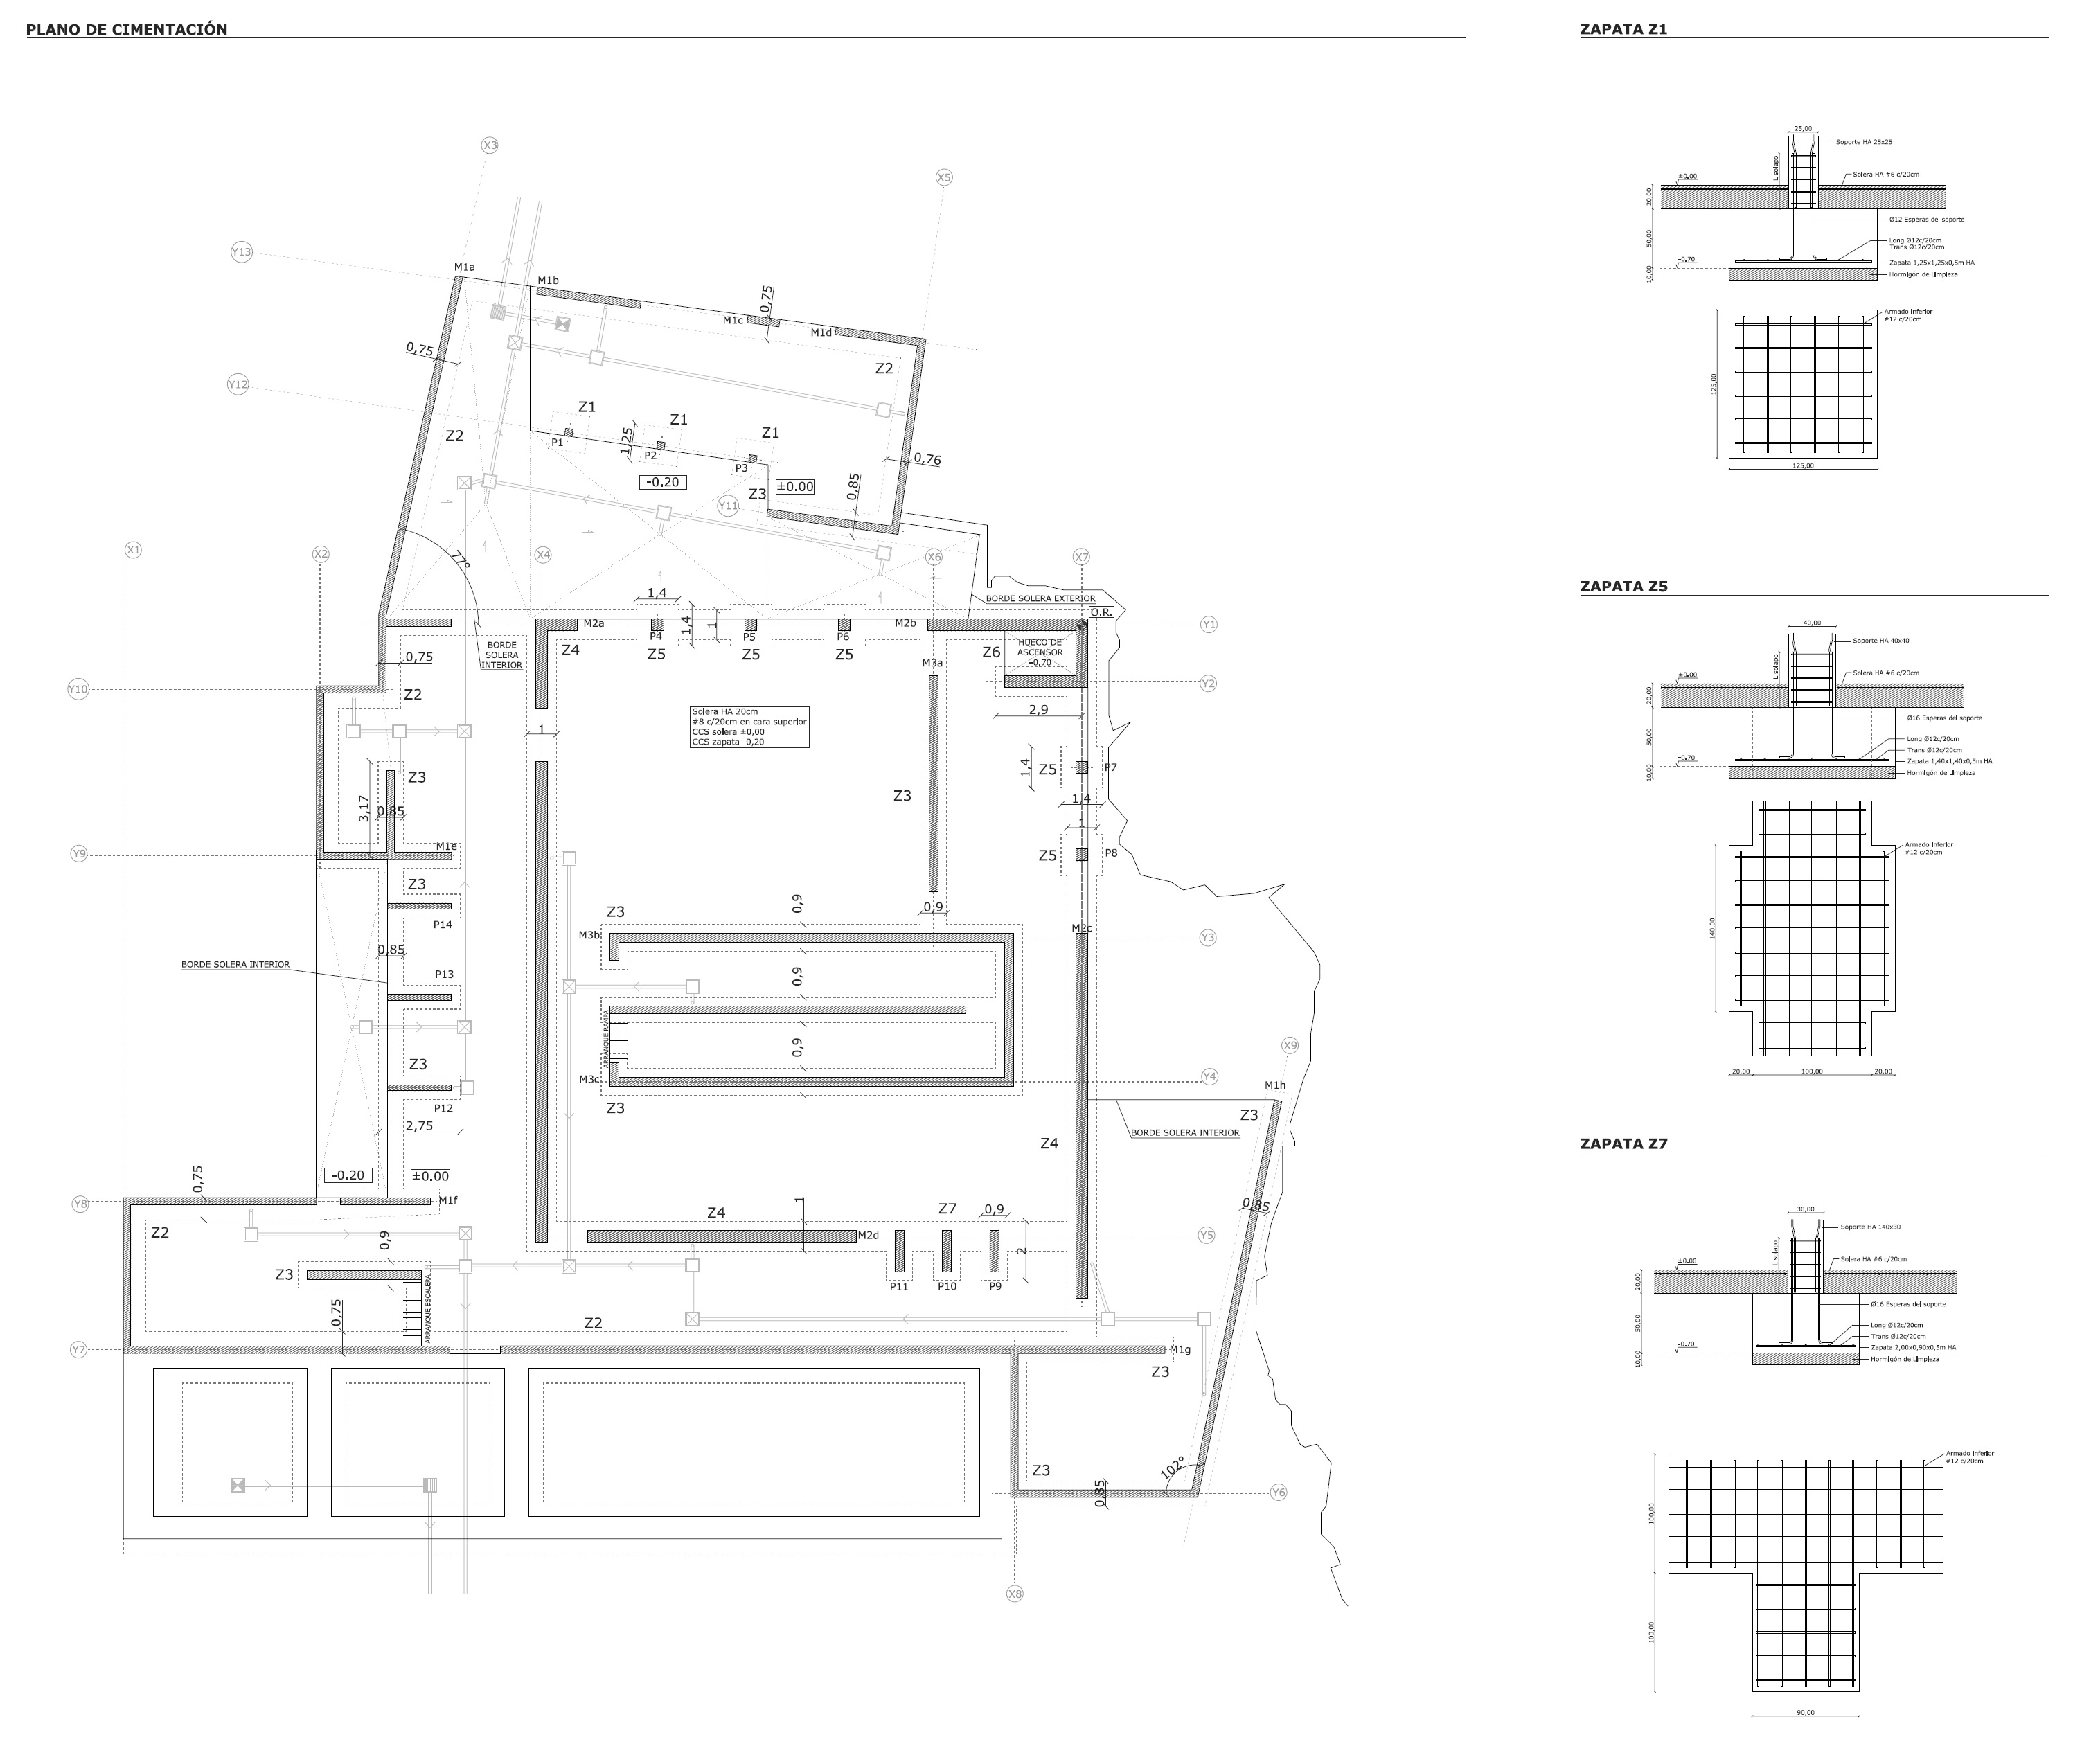 PLANO DE CIMENTACIÓN
X3
X5
Y13
M1a
M1b
0,75
M1c
M1d
0,75
Z2
Y12
Z1
Z1
Z1
Z2
P1
1,25
P2
P3
0,76
-0.20
Z3
±0.00
0,85
Y11
X1
X2
77°
X4
X6
X7
1,4
BORDE SOLERA EXTERIOR
O.R.
M2a
P4
1,4
1
P5
P6
M2b
Y1
BORDE
SOLERA
INTERIOR
Z4
Z5
Z5
Z5
Z6
HUECO DE
ASCENSOR
-0.70
0,75
M3a
Y10
Z2
Y2
Solera HA 20cm
#8 c/20cm en cara superior
CCS solera ±0,00
CCS zapata -0,20
2,9
1
Z3
3,17
0,85
Z3
1,4
Z5
P7
1,4
1
Y9
M1e
Z5
P8
Z3
P14
Z3
0,9
0,9
M2c
M3b
Y3
0,85
BORDE SOLERA INTERIOR
P13
0,9
ARRANQUE RAMPA
0,9
X9
Z3
M3c
Y4
M1h
Z3
P12
Z3
2,75
BORDE SOLERA INTERIOR
Z4
-0.20
±0.00
0,75
Y8
M1f
0,85
Z2
Z4
1
Z7
0,9
M2d
Y5
0,9
2
Z3
P11
P10
P9
ARRANQUE ESCALERA
0,75
Z2
Y7
M1g
Z3
Z3
102°
0,85
Y6
X8
ZAPATA Z1
25,00
Soporte HA 25x25
L solapo
±0,00
Solera HA #6 c/20cm
20,00
Ø12 Esperas del soporte
50,00
Long Ø12c/20cm
Trans Ø12c/20cm
-0,70
Zapata 1,25x1,25x0,5m HA
10,00
Hormigón de Limpieza
Armado Inferior
#12 c/20cm
125,00
125,00
ZAPATA Z5
40,00
Soporte HA 40x40
L solapo
±0,00
Solera HA #6 c/20cm
20,00
Ø16 Esperas del soporte
50,00
Long Ø12c/20cm
Trans Ø12c/20cm
-0,70
Zapata 1,40x1,40x0,5m HA
10,00
Hormigón de Limpieza
Armado Inferior
#12 c/20cm
140,00
20,00
100,00
20,00
ZAPATA Z7
30,00
Soporte HA 140x30
L solapo
±0,00
Solera HA #6 c/20cm
20,00
Ø16 Esperas del soporte
50,00
Long Ø12c/20cm
Trans Ø12c/20cm
-0,70
Zapata 2,00x0,90x0,5m HA
10,00
Hormigón de Limpieza
Armado Inferior
#12 c/20cm
100,00
100,00
90,00